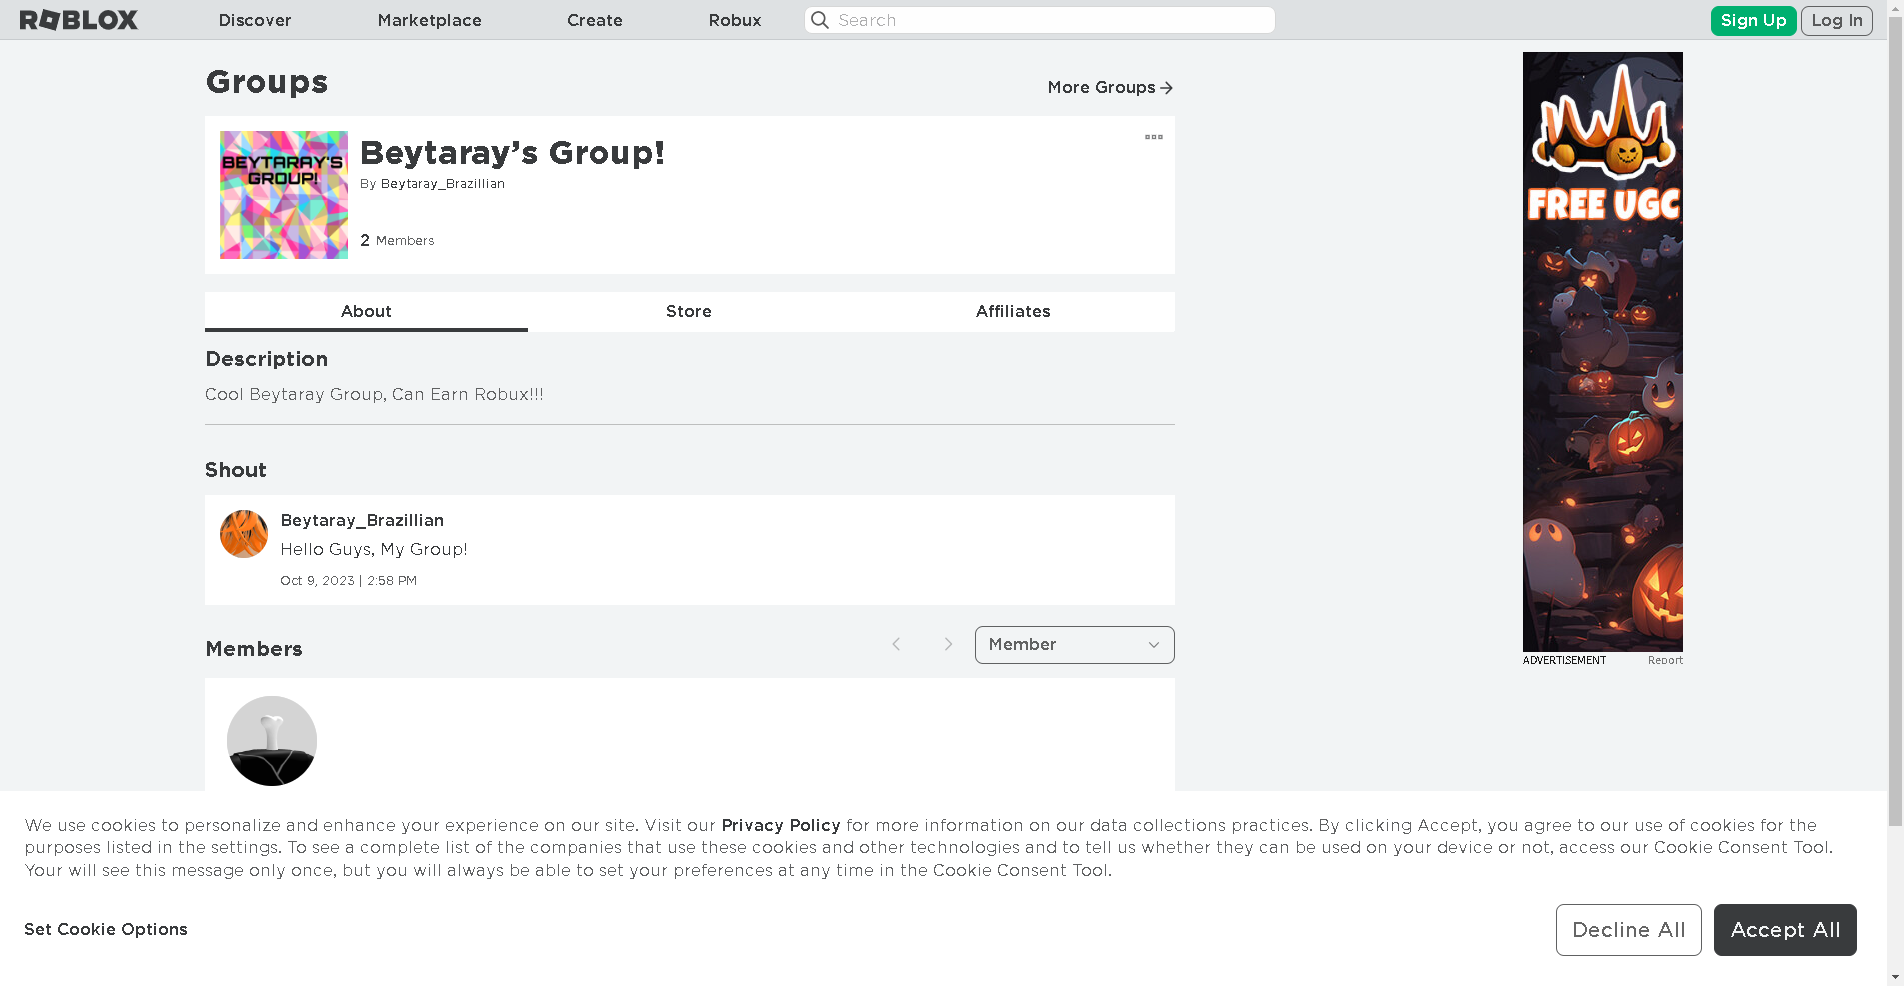 ROBLOX Discover Marketplace Create Robux Search Sign Up Log In
Groups
More Groups
BEYTARAY'S
GROUP!
Beytaray's Group!
By Beytaray_Brazillian
2 Members
About Store Affiliates
Description
Cool Beytaray Group, Can Earn Robux!!!
Shout
Beytaray_Brazillian
Hello Guys, My Group!
Oct 9, 2023 | 2:58 PM
Members
Member
FREE UGC
ADVERTISEMENT Report
We use cookies to personalize and enhance your experience on our site. Visit our Privacy Policy for more information on our data collections practices. By clicking Accept, you agree to our use of cookies for the
purposes listed in the settings. To see a complete list of the companies that use these cookies and other technologies and to tell us whether they can be used on your device or not, access our Cookie Consent Tool.
Your will see this message only once, but you will always be able to set your preferences at any time in the Cookie Consent Tool.
Set Cookie Options
Decline All
Accept All